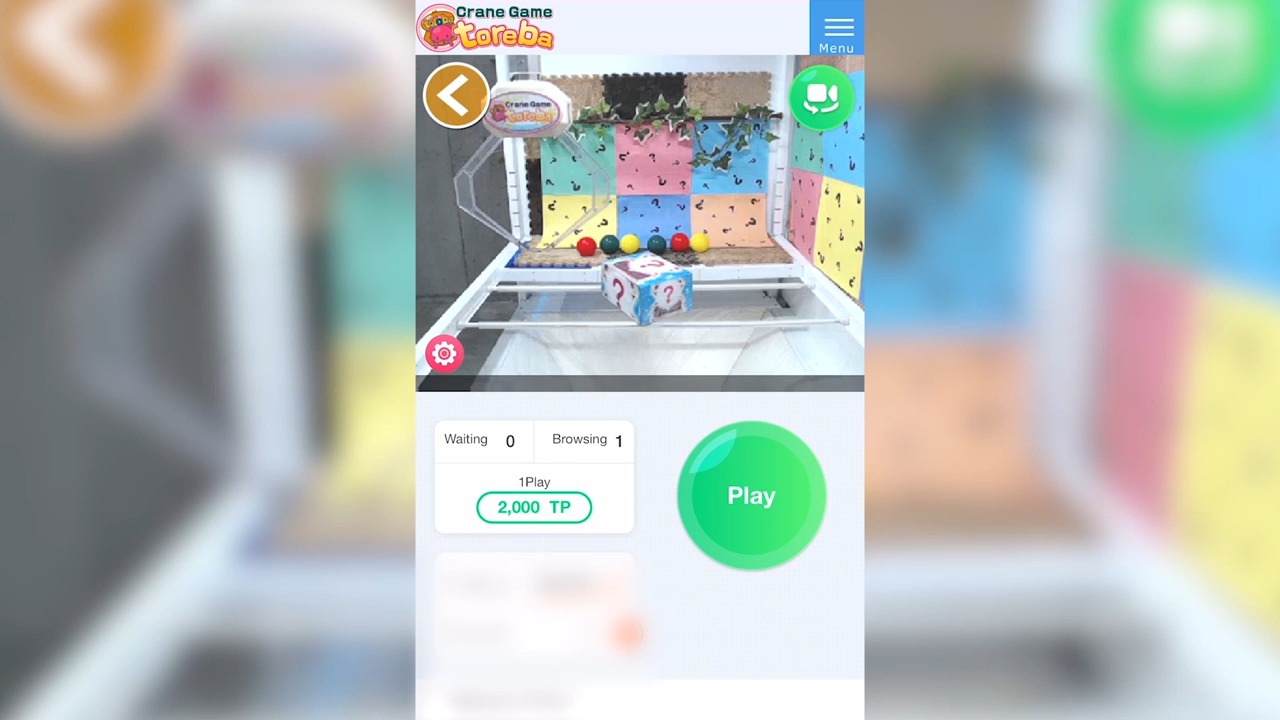 Crane Game
toreba
Menu
Crane Game
toreba
? ?
?
Waiting 0
Browsing 1
1Play
2,000 TP
Play